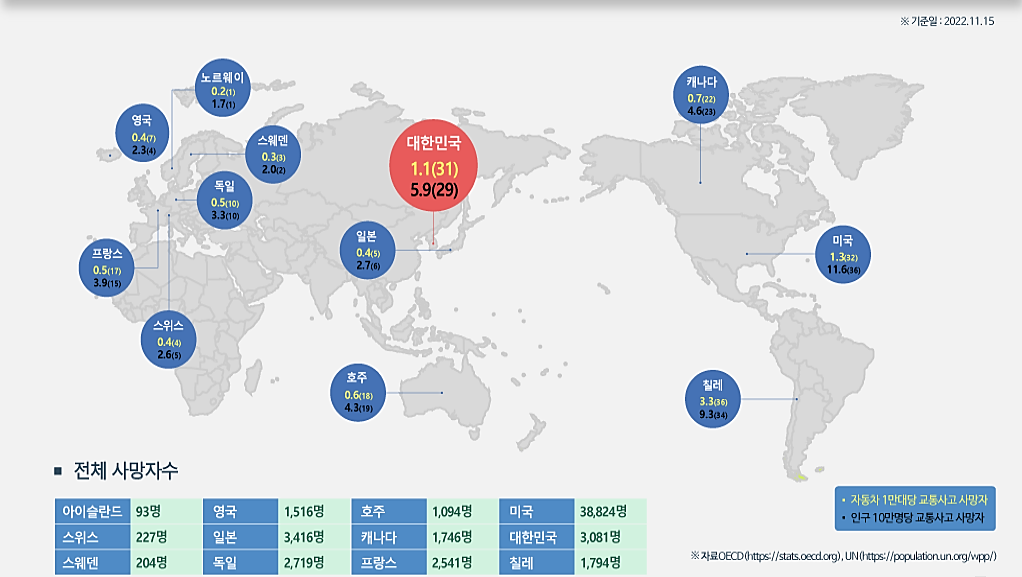 ※ 기준일 : 2022.11.15
노르웨이
0.2(1)
1.7(1)
캐나다
0.7(22)
4.6(23)
영국
0.4(7)
2.3(4)
스웨덴
0.3(3)
2.0(2)
대한민국
1.1(31)
5.9(29)
독일
0.5(10)
3.3(10)
일본
0.4(5)
2.7(6)
프랑스
0.5(17)
3.9(15)
미국
1.3(32)
11.6(36)
스위스
0.4(4)
2.6(5)
호주
0.6(18)
4.3(19)
칠레
3.3(36)
9.3(34)
■ 전체 사망자수
아이슬란드 93명 영국 1,516명 호주 1,094명 미국 38,824명
스위스 227명 일본 3,416명 캐나다 1,746명 대한민국 3,081명
스웨덴 204명 독일 2,719명 프랑스 2,541명 칠레 1,794명
• 자동차 1만대당 교통사고 사망자
• 인구 10만명당 교통사고 사망자
※ 자료OECD(https://stats.oecd.org), UN(https://population.un.org/wpp/)